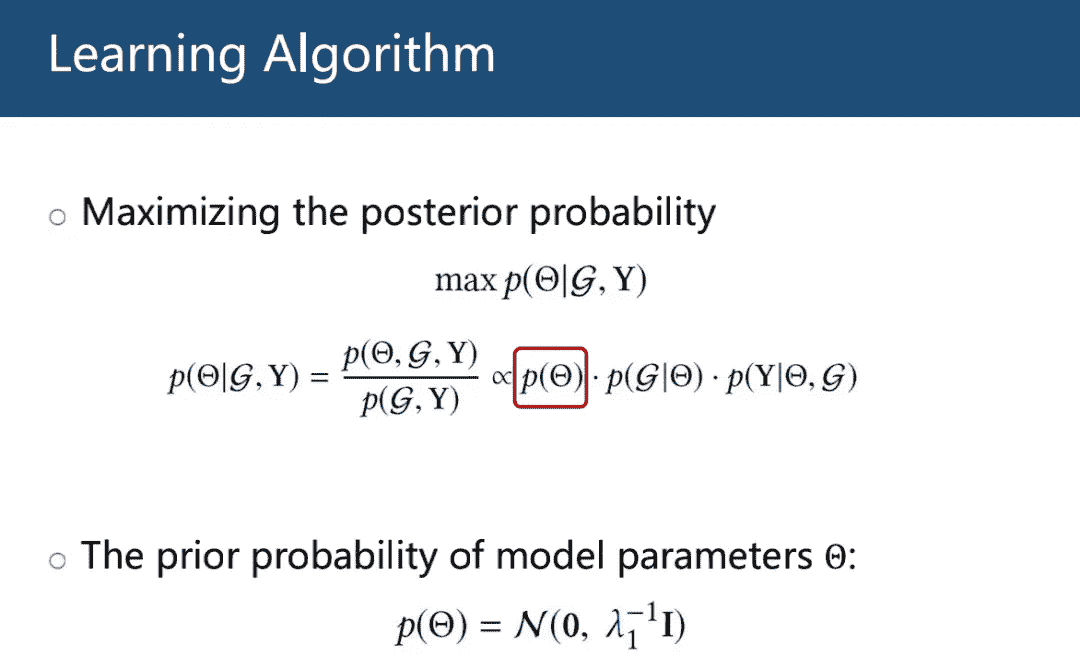 Learning Algorithm
○ Maximizing the posterior probability
max p(Θ|𝒢, Y)
p(Θ|𝒢, Y) = p(Θ, 𝒢, Y) / p(𝒢, Y) ∝ p(Θ) · p(𝒢|Θ) · p(Y|Θ, 𝒢)
○ The prior probability of model parameters Θ:
p(Θ) = 𝒩(0, λ₁⁻¹I)